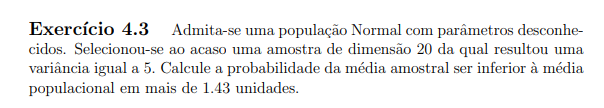 Exercício 4.3 Admita-se uma população Normal com parâmetros desconhe-
cidos. Selecionou-se ao acaso uma amostra de dimensão 20 da qual resultou uma
variância igual a 5. Calcule a probabilidade da média amostral ser inferior à média
populacional em mais de 1.43 unidades.